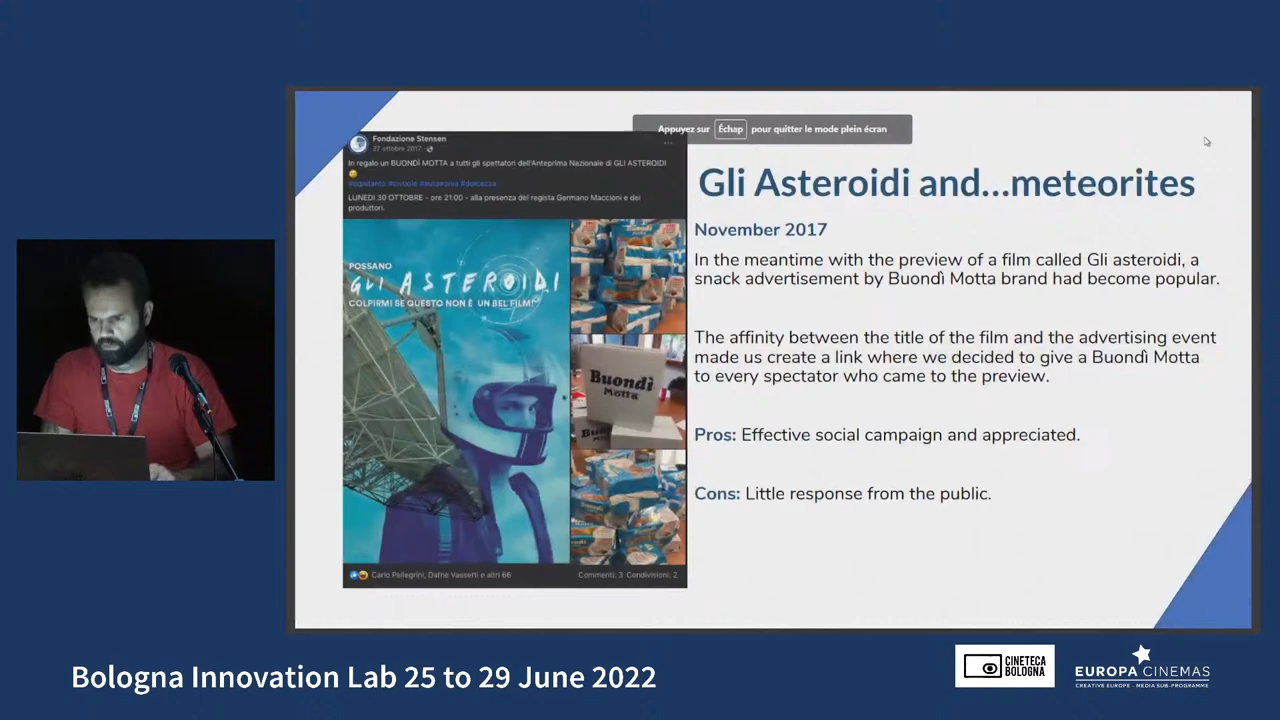 Appuyez sur Échap pour quitter le mode plein écran
Fondazione Stensen
27 ottobre 2017
In regalo un BUONDÌ MOTTA a tutti gli spettatori dell'Anteprima Nazionale di GLI ASTEROIDI
LUNEDÌ 30 OTTOBRE - ore 21:00 - alla presenza del regista Germano Maccioni e dei
produttori.
POSSANO
GLI ASTEROIDI
COLPIRMI SE QUESTO NON È UN BEL FILM!
Buondì
Motta
Carlo Pellegrini, Dafne Vassetti e altri 66
Commenti: 3 Condivisioni: 2
Gli Asteroidi and...meteorites
November 2017
In the meantime with the preview of a film called Gli asteroidi, a
snack advertisement by Buondì Motta brand had become popular.
The affinity between the title of the film and the advertising event
made us create a link where we decided to give a Buondì Motta
to every spectator who came to the preview.
Pros: Effective social campaign and appreciated.
Cons: Little response from the public.
Bologna Innovation Lab 25 to 29 June 2022
CINETECA
BOLOGNA
EUROPA CINEMAS
CREATIVE EUROPE - MEDIA SUB-PROGRAMME